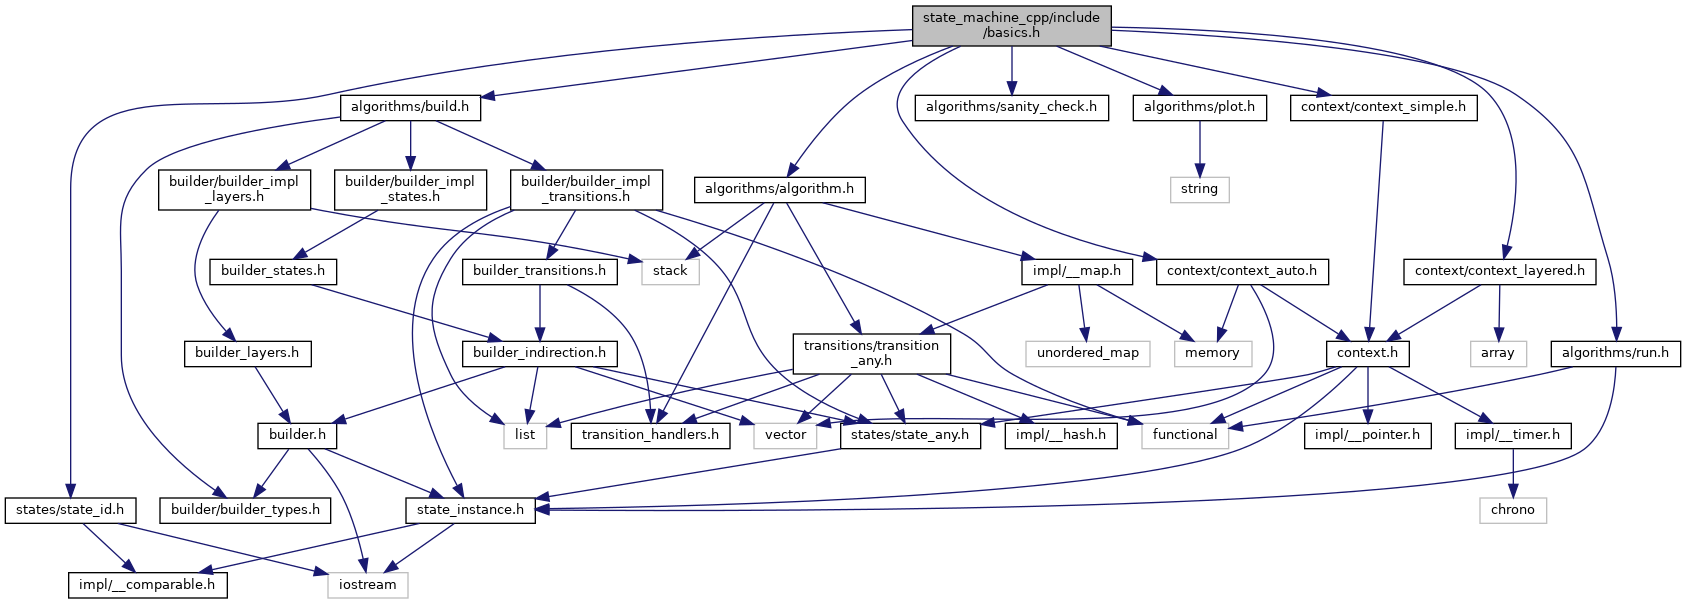 state_machine_cpp/include
/basics.h
algorithms/build.h
algorithms/sanity_check.h
algorithms/plot.h
context/context_simple.h
builder/builder_impl
_layers.h
builder/builder_impl
_states.h
builder/builder_impl
_transitions.h
algorithms/algorithm.h
string
builder_states.h
builder_transitions.h
stack
impl/__map.h
context/context_auto.h
context/context_layered.h
builder_layers.h
builder_indirection.h
transitions/transition
_any.h
unordered_map
memory
context.h
array
algorithms/run.h
builder.h
list
transition_handlers.h
vector
states/state_any.h
impl/__hash.h
functional
impl/__pointer.h
impl/__timer.h
states/state_id.h
builder/builder_types.h
state_instance.h
chrono
impl/__comparable.h
iostream